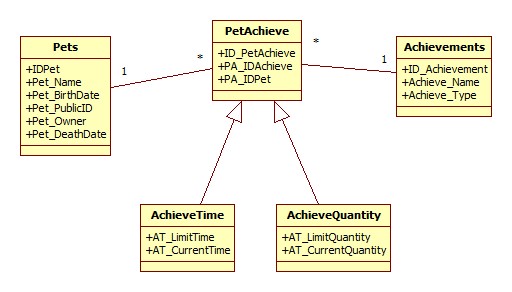 Pets
+IDPet
+Pet_Name
+Pet_BirthDate
+Pet_PublicID
+Pet_Owner
+Pet_DeathDate
1
*
PetAchieve
+ID_PetAchieve
+PA_IDAchieve
+PA_IDPet
*
1
Achievements
+ID_Achievement
+Achieve_Name
+Achieve_Type
AchieveTime
+AT_LimitTime
+AT_CurrentTime
AchieveQuantity
+AT_LimitQuantity
+AT_CurrentQuantity